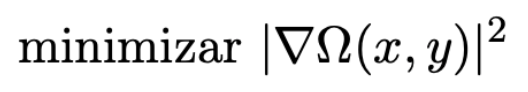 minimizar |∇Ω(x, y)|²